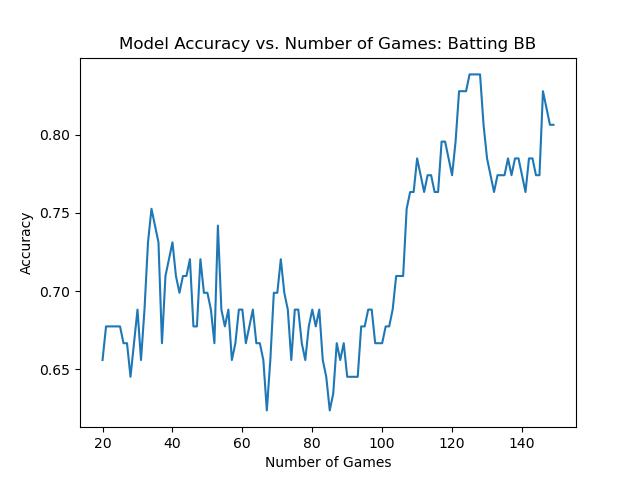 Model Accuracy vs. Number of Games: Batting BB
0.80
0.75
0.70
0.65
Accuracy
20 40 60 80 100 120 140
Number of Games